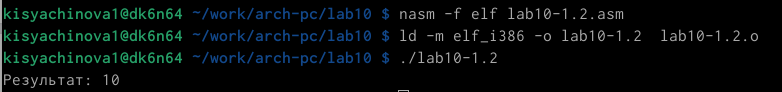 kisyachinova1@dk6n64 ~/work/arch-pc/lab10 $ nasm -f elf lab10-1.2.asm
kisyachinova1@dk6n64 ~/work/arch-pc/lab10 $ ld -m elf_i386 -o lab10-1.2  lab10-1.2.o
kisyachinova1@dk6n64 ~/work/arch-pc/lab10 $ ./lab10-1.2
Результат: 10